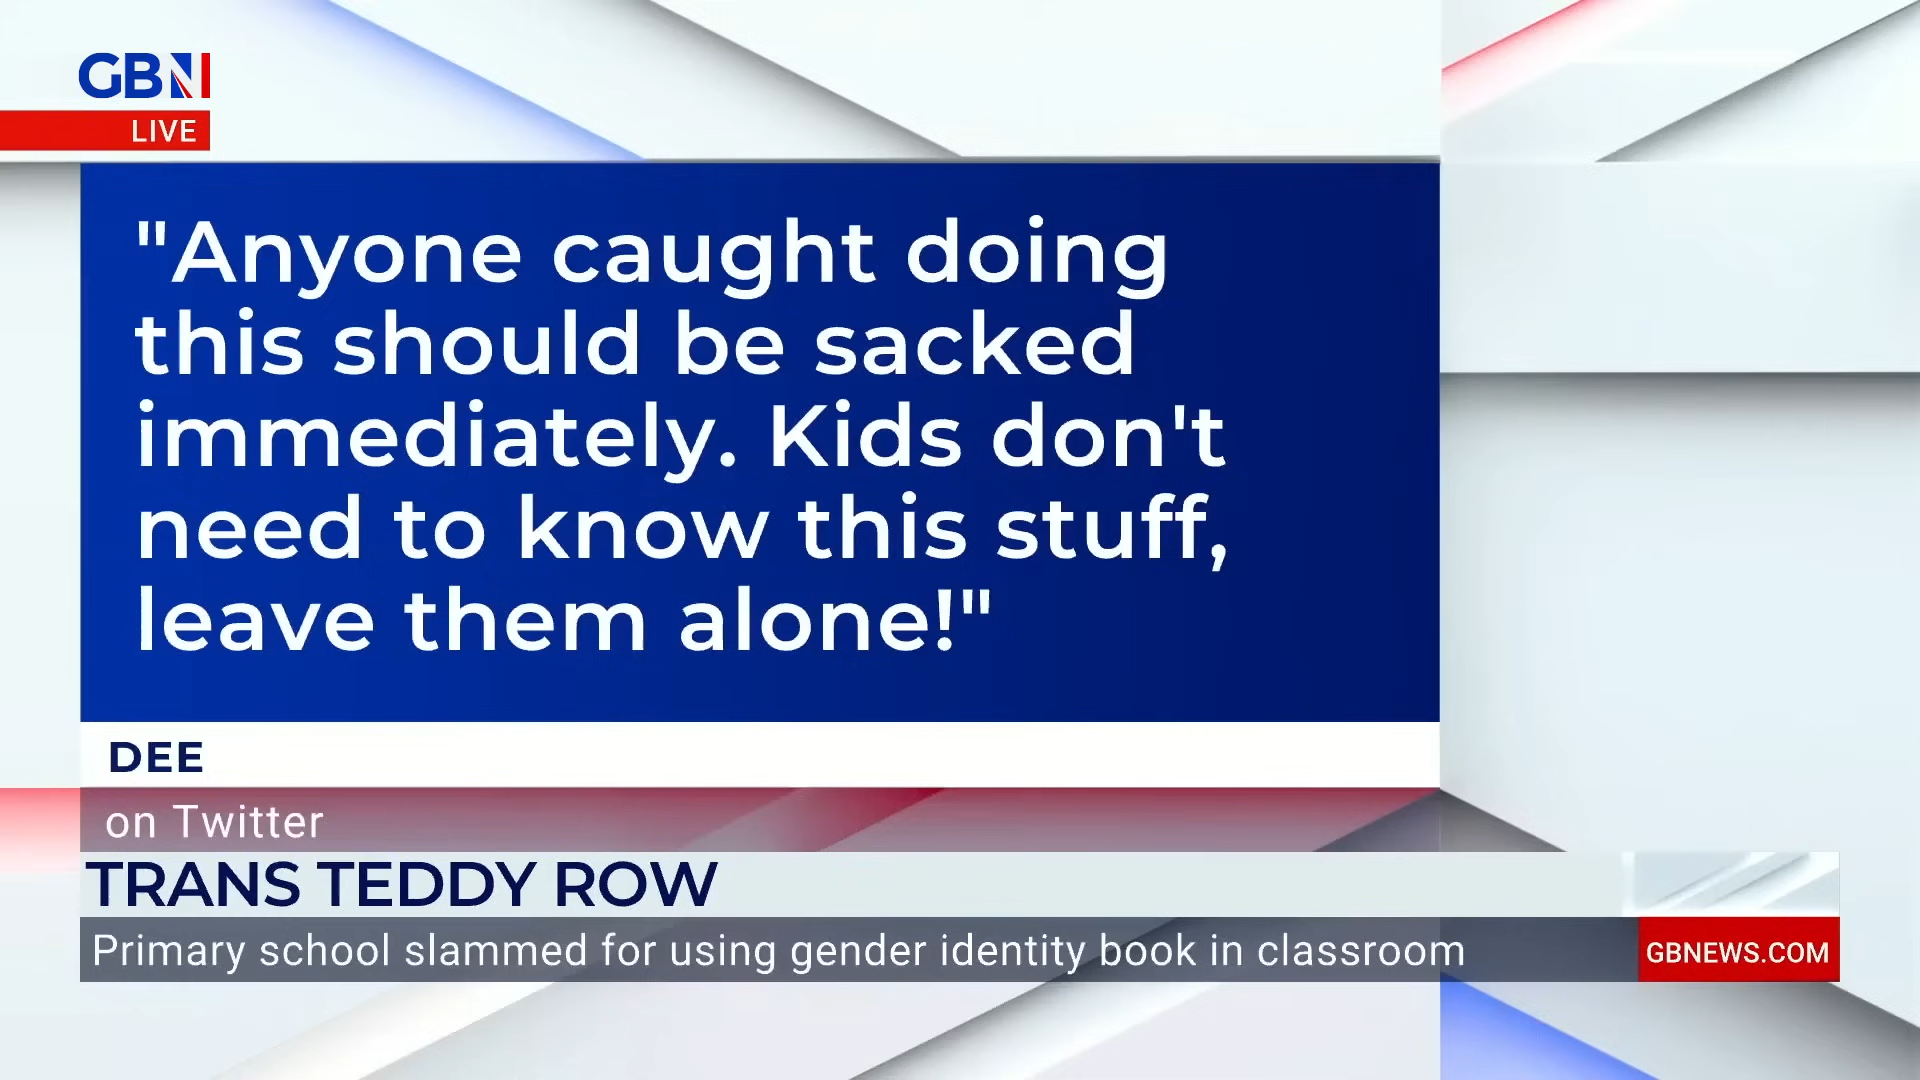 GBN
LIVE
"Anyone caught doing
this should be sacked
immediately. Kids don't
need to know this stuff,
leave them alone!"
DEE
on Twitter
TRANS TEDDY ROW
Primary school slammed for using gender identity book in classroom
GBNEWS.COM